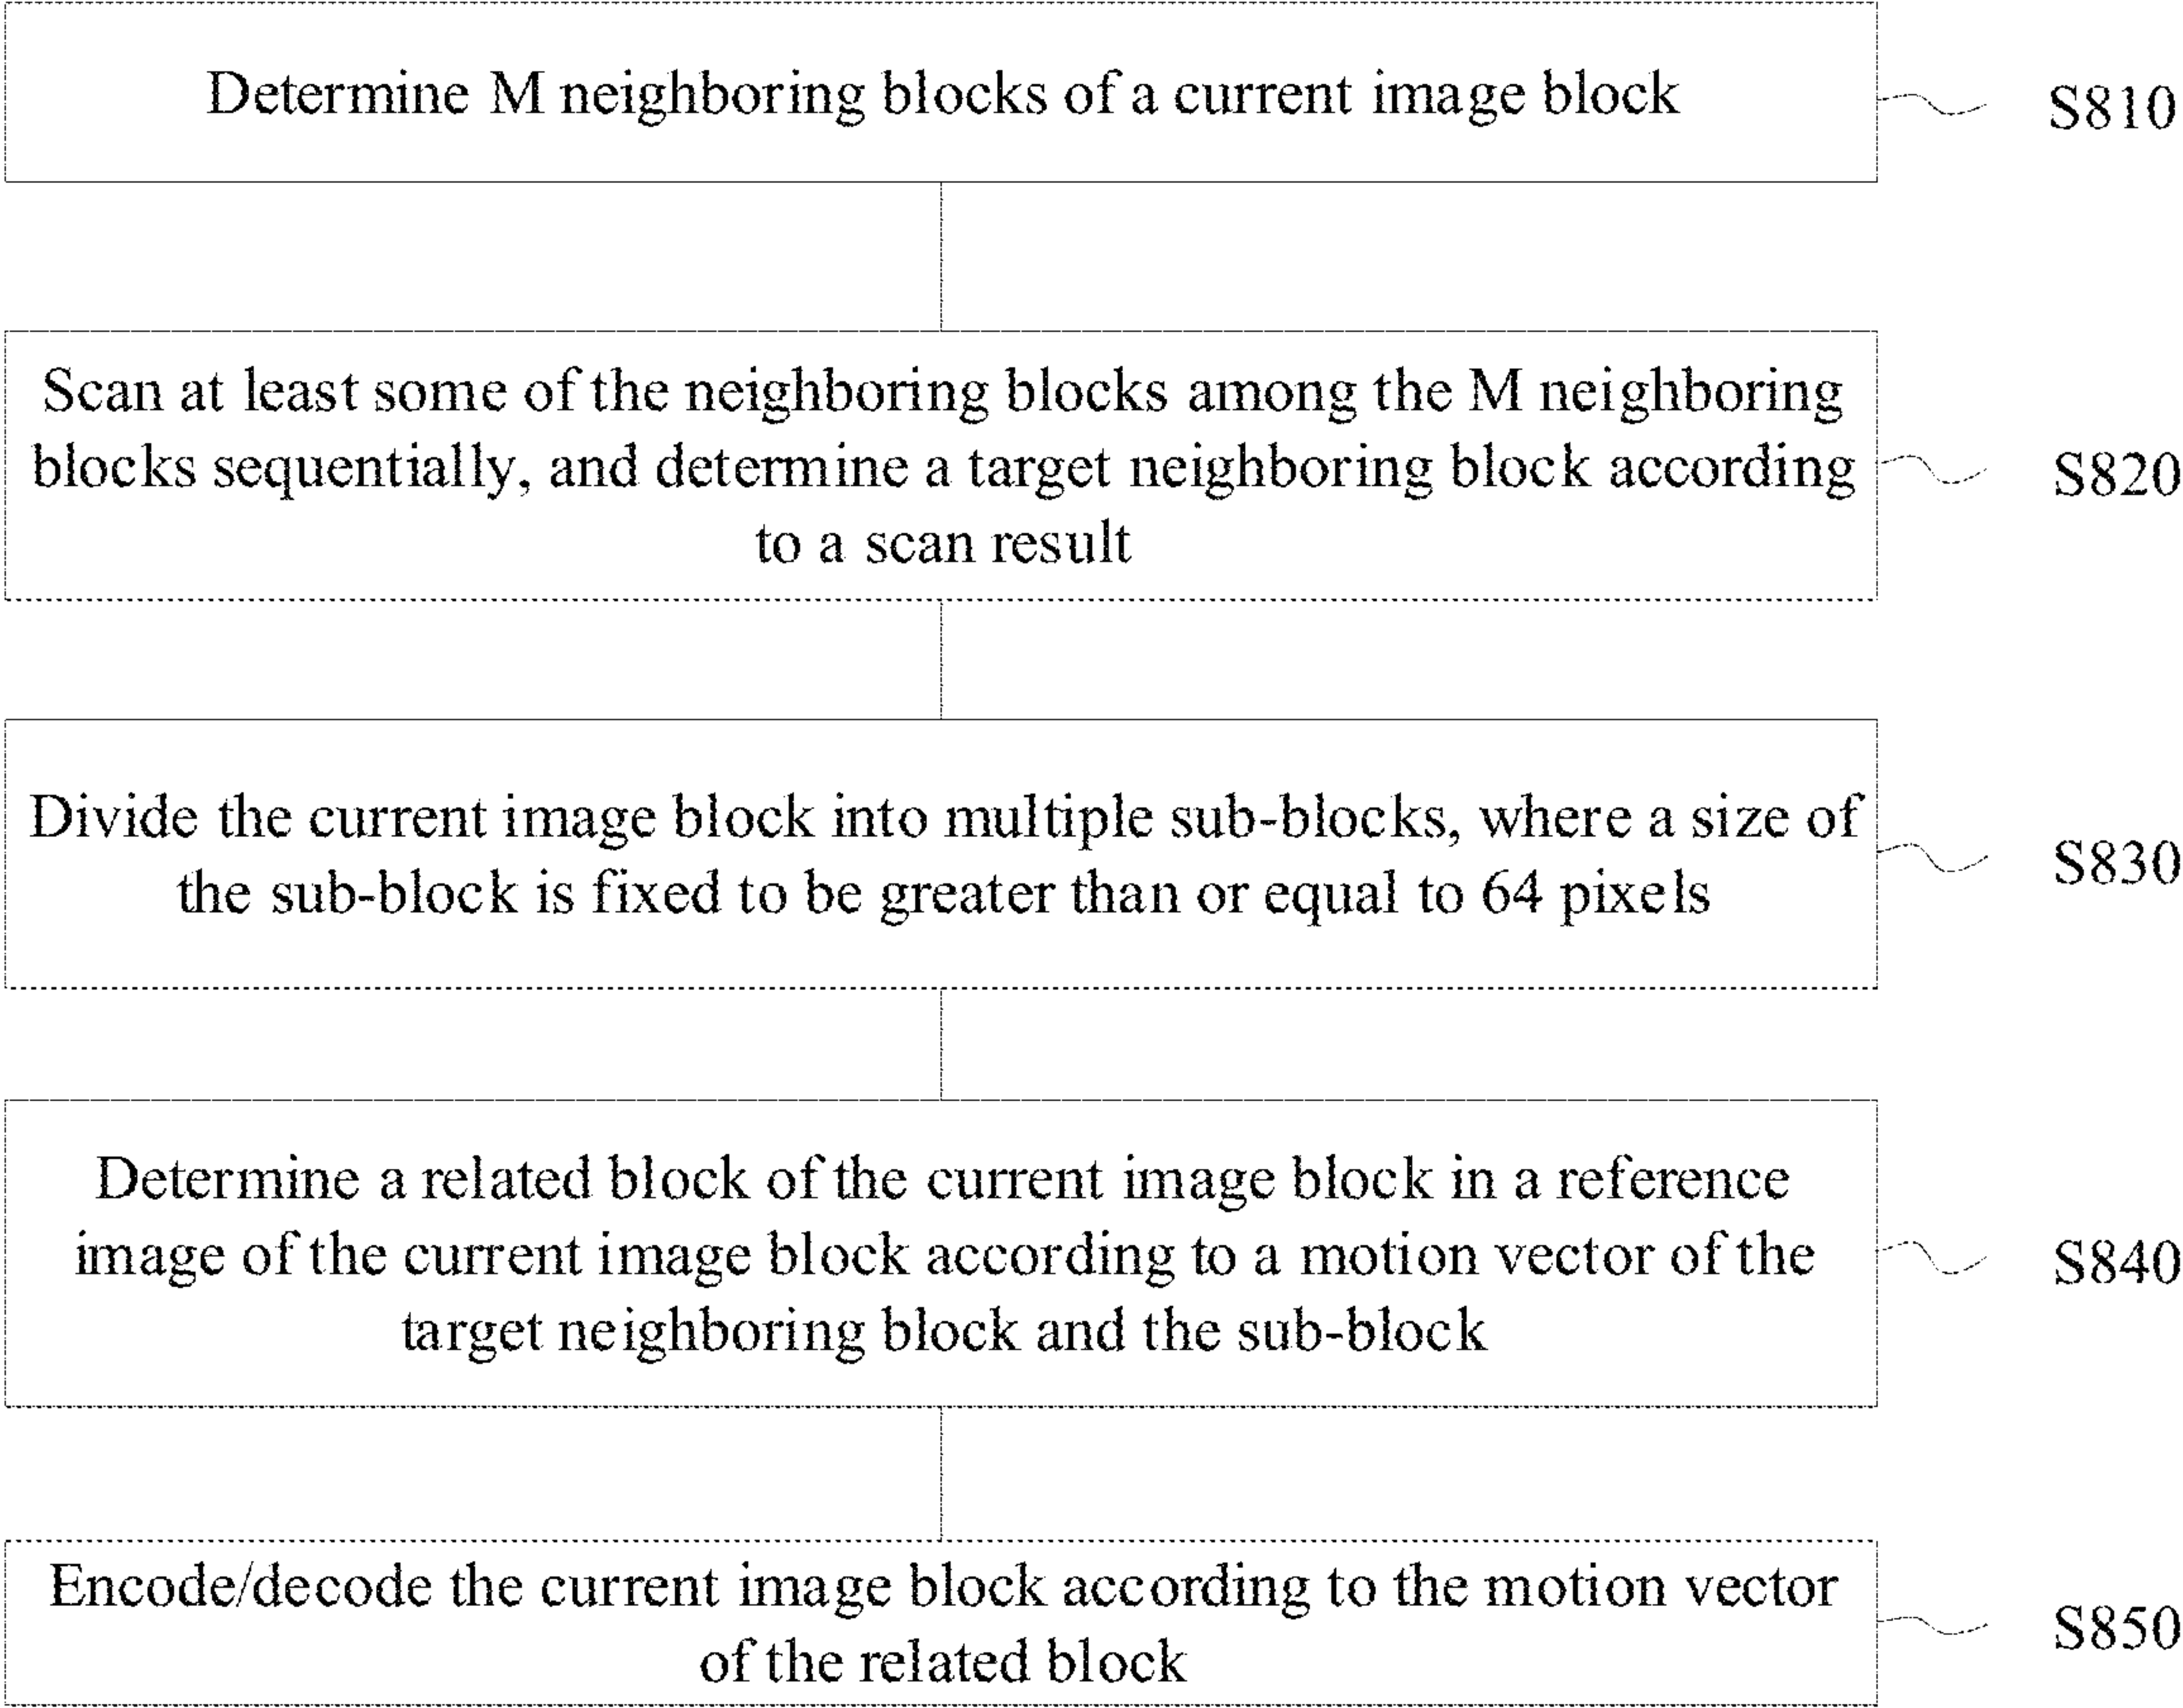 Determine M neighboring blocks of a current image block
S810
Scan at least some of the neighboring blocks among the M neighboring
blocks sequentially, and determine a target neighboring block according
to a scan result
S820
Divide the current image block into multiple sub-blocks, where a size of
the sub-block is fixed to be greater than or equal to 64 pixels
S830
Determine a related block of the current image block in a reference
image of the current image block according to a motion vector of the
target neighboring block and the sub-block
S840
Encode/decode the current image block according to the motion vector
of the related block
S850